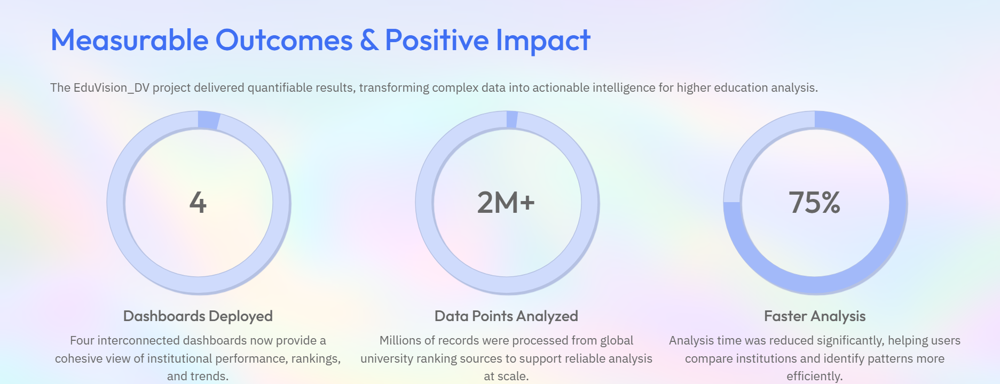 Measurable Outcomes & Positive Impact
The EduVision_DV project delivered quantifiable results, transforming complex data into actionable intelligence for higher education analysis.
4
Dashboards Deployed
Four interconnected dashboards now provide a
cohesive view of institutional performance, rankings,
and trends.
2M+
Data Points Analyzed
Millions of records were processed from global
university ranking sources to support reliable analysis
at scale.
75%
Faster Analysis
Analysis time was reduced significantly, helping users
compare institutions and identify patterns more
efficiently.